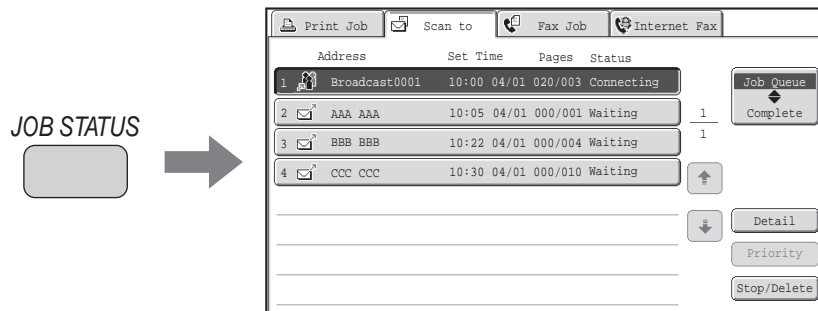 JOB STATUS
Print Job Scan to Fax Job Internet Fax
Address Set Time Pages Status
1 Broadcast0001 10:00 04/01 020/003 Connecting
2 AAA AAA 10:05 04/01 000/001 Waiting
3 BBB BBB 10:22 04/01 000/004 Waiting
4 CCC CCC 10:30 04/01 000/010 Waiting
1
1
Job Queue
Complete
Detail
Priority
Stop/Delete